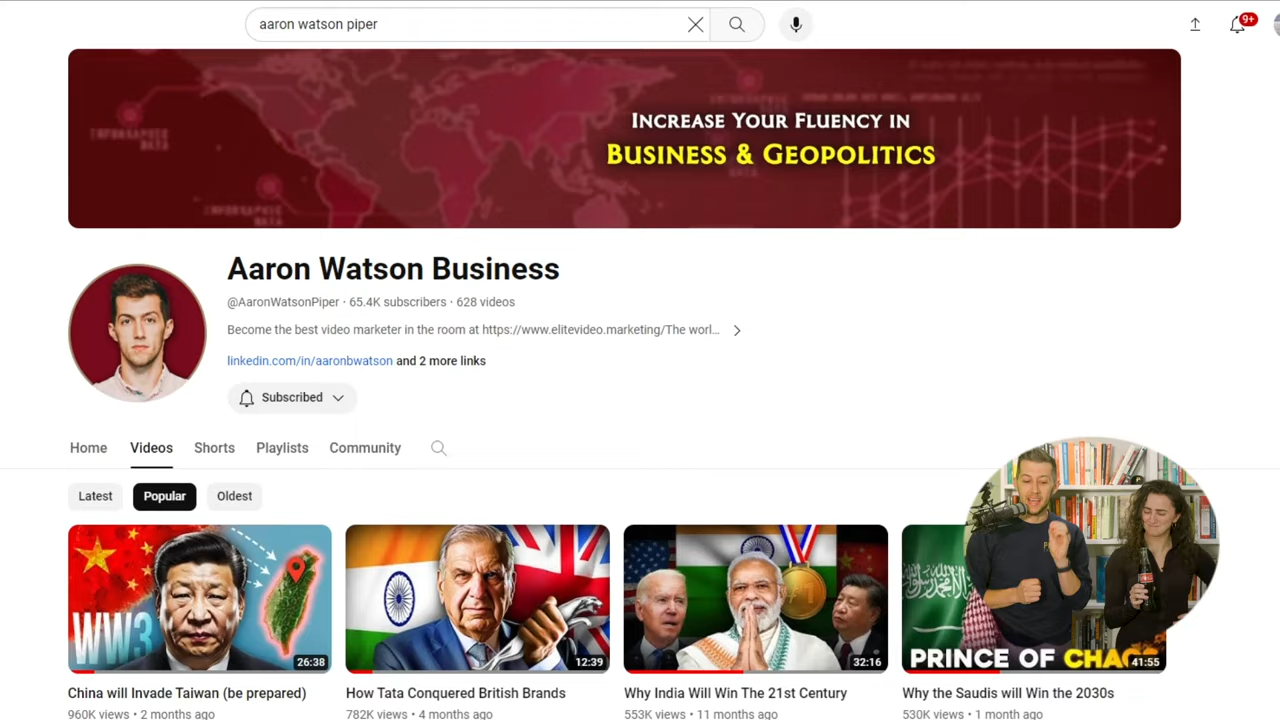 aaron watson piper
9+
INCREASE YOUR FLUENCY IN
BUSINESS & GEOPOLITICS
Aaron Watson Business
@AaronWatsonPiper · 65.4K subscribers · 628 videos
Become the best video marketer in the room at https://www.elitevideo.marketing/The worl...
linkedin.com/in/aaronbwatson and 2 more links
Subscribed
Home Videos Shorts Playlists Community
Latest Popular Oldest
WW3
26:38
12:39
32:16
PRINCE OF
41:55
China will Invade Taiwan (be prepared)
960K views • 2 months ago
How Tata Conquered British Brands
782K views • 4 months ago
Why India Will Win The 21st Century
553K views • 11 months ago
Why the Saudis will Win the 2030s
530K views • 1 month ago